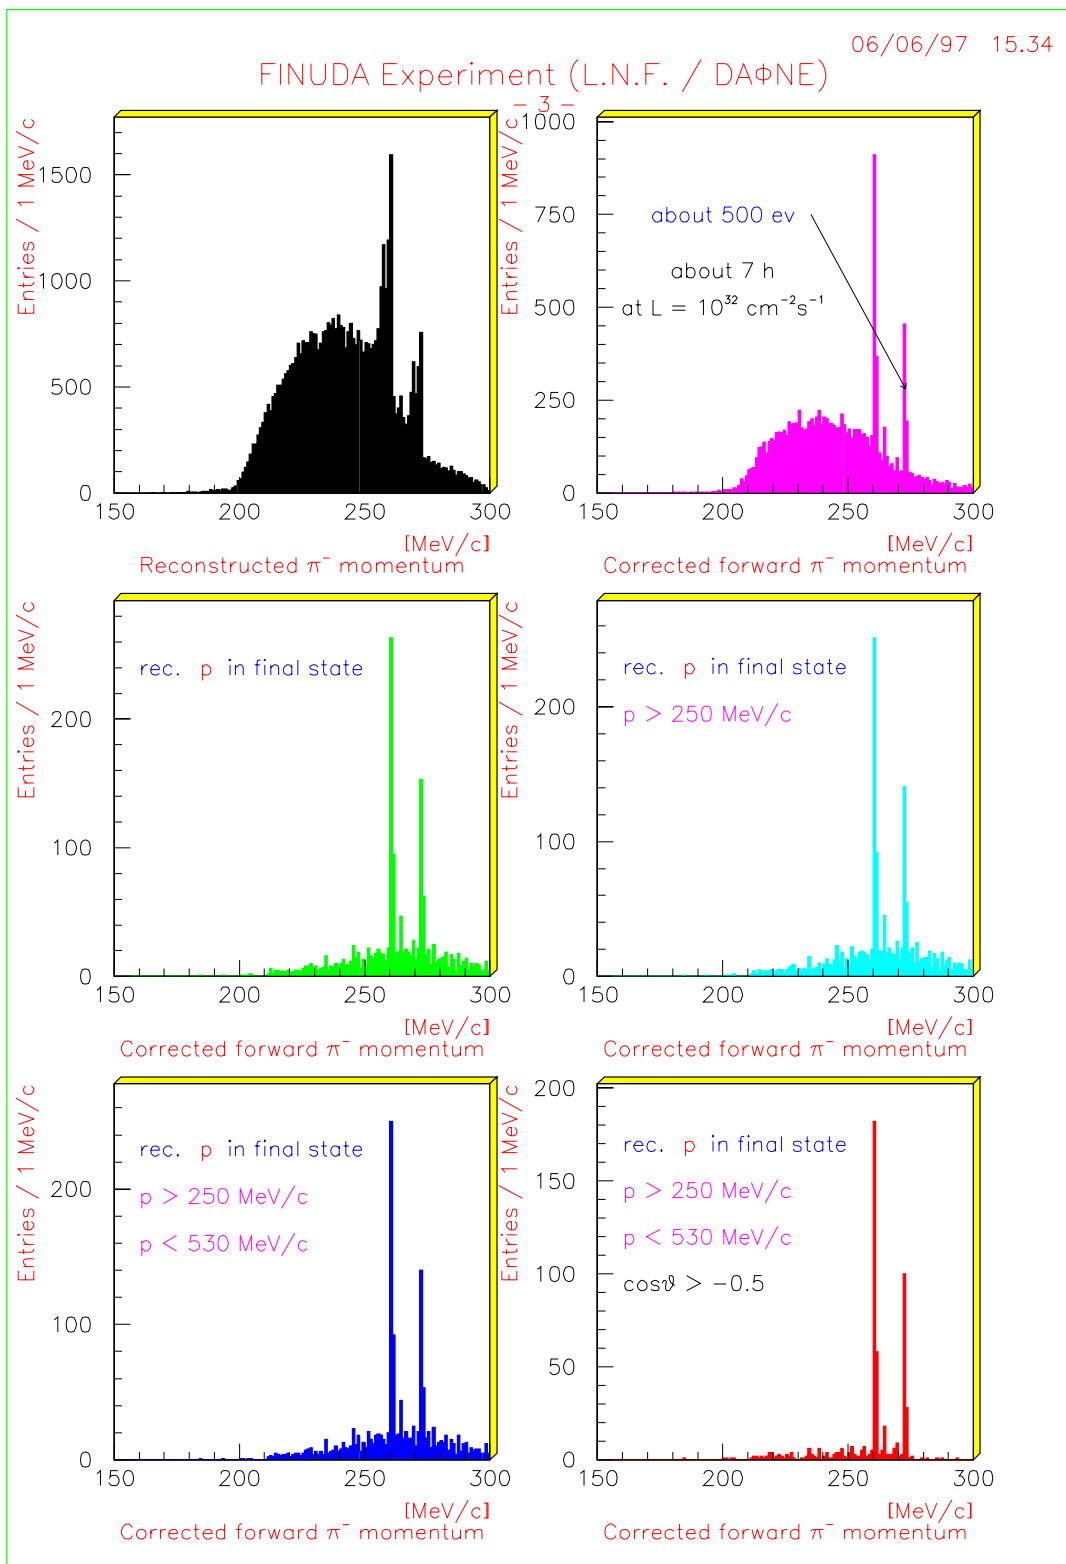 06/06/97 15.34
FINUDA Experiment (L.N.F. / DAΦNE)
- 3 -
Entries / 1 MeV/c
1500
1000
500
0
150 200 250 300
[MeV/c]
Reconstructed π⁻ momentum
Entries / 1 MeV/c
1000
750
500
250
0
about 500 ev
about 7 h
at L = 10³² cm⁻²s⁻¹
150 200 250 300
[MeV/c]
Corrected forward π⁻ momentum
Entries / 1 MeV/c
200
100
0
rec. p in final state
150 200 250 300
[MeV/c]
Corrected forward π⁻ momentum
Entries / 1 MeV/c
200
100
0
rec. p in final state
p > 250 MeV/c
150 200 250 300
[MeV/c]
Corrected forward π⁻ momentum
Entries / 1 MeV/c
200
100
0
rec. p in final state
p > 250 MeV/c
p < 530 MeV/c
150 200 250 300
[MeV/c]
Corrected forward π⁻ momentum
Entries / 1 MeV/c
200
150
100
50
0
rec. p in final state
p > 250 MeV/c
p < 530 MeV/c
cosϑ > −0.5
150 200 250 300
[MeV/c]
Corrected forward π⁻ momentum